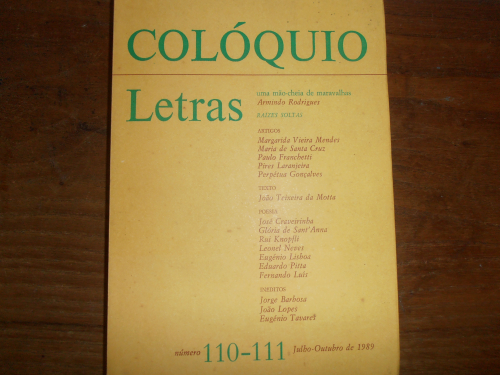 COLÓQUIO
Letras
uma mão-cheia de maravalhas
Armindo Rodrigues
RAÍZES SOLTAS
ARTIGOS
Margarida Vieira Mendes
Maria de Santa Cruz
Paulo Franchetti
Pires Laranjeira
Perpétua Gonçalves
TEXTO
João Teixeira da Motta
POEMAS
José Craveirinha
Glória de Sant'Anna
Rui Knopfli
Leonel Neves
Eugénio Lisboa
Eduardo Pitta
Fernando Luís
INÉDITOS
Jorge Barbosa
João Lopes
Eugénio Tavares
número 110-111 Julho-Outubro de 1989